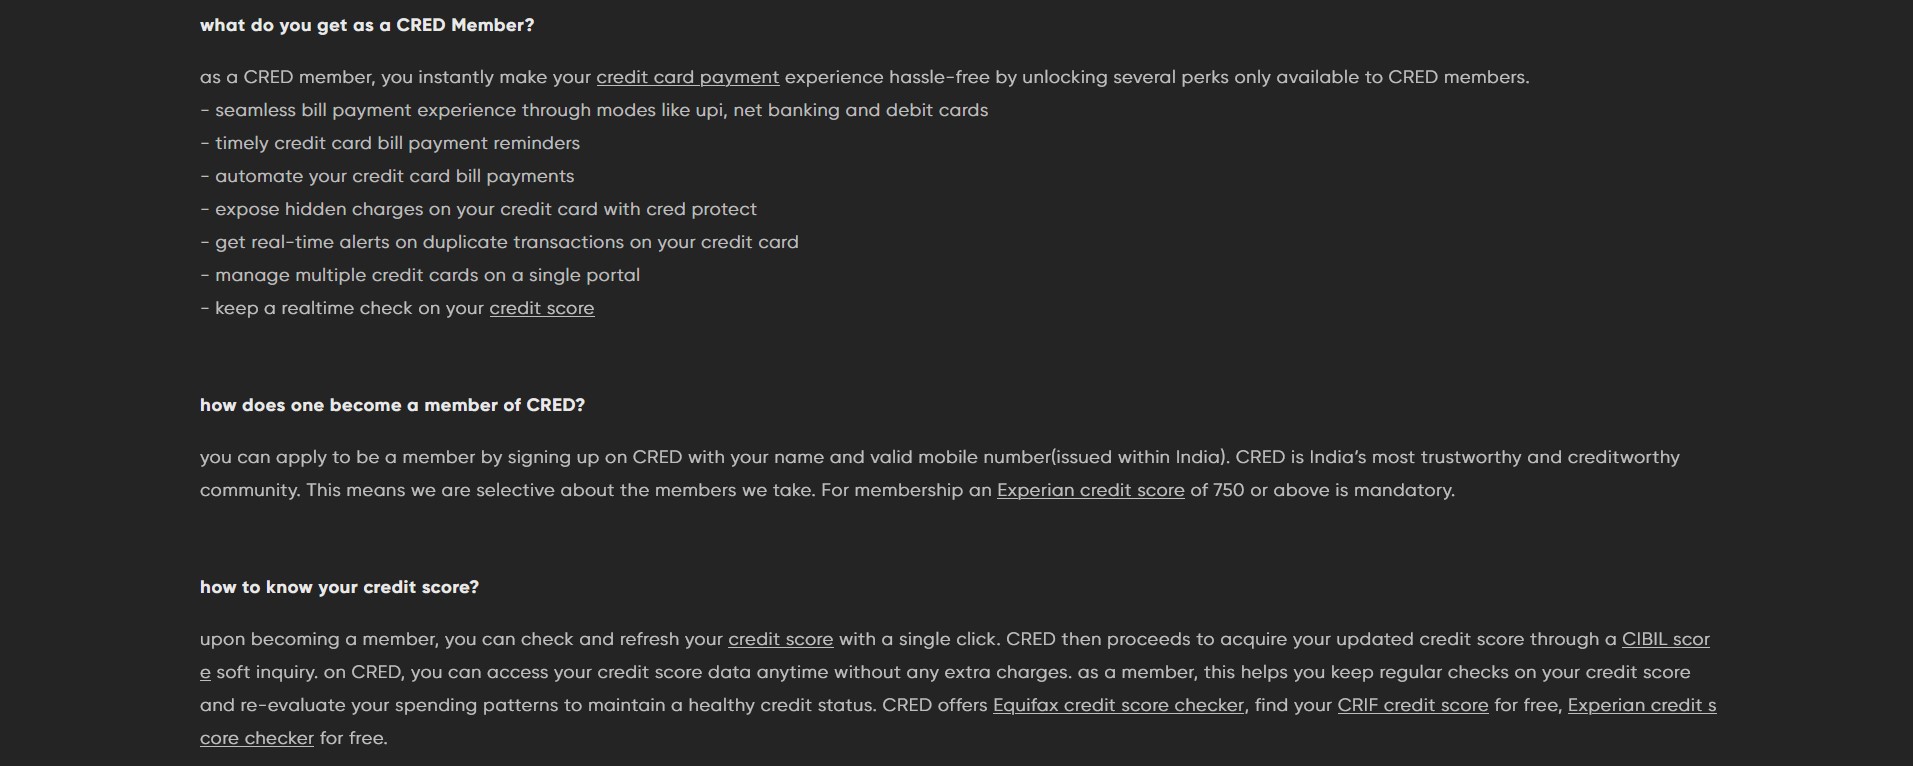 what do you get as a CRED Member?
as a CRED member, you instantly make your credit card payment experience hassle-free by unlocking several perks only available to CRED members.
- seamless bill payment experience through modes like upi, net banking and debit cards
- timely credit card bill payment reminders
- automate your credit card bill payments
- expose hidden charges on your credit card with cred protect
- get real-time alerts on duplicate transactions on your credit card
- manage multiple credit cards on a single portal
- keep a realtime check on your credit score
how does one become a member of CRED?
you can apply to be a member by signing up on CRED with your name and valid mobile number(issued within India). CRED is India's most trustworthy and creditworthy
community. This means we are selective about the members we take. For membership an Experian credit score of 750 or above is mandatory.
how to know your credit score?
upon becoming a member, you can check and refresh your credit score with a single click. CRED then proceeds to acquire your updated credit score through a CIBIL scor
e soft inquiry. on CRED, you can access your credit score data anytime without any extra charges. as a member, this helps you keep regular checks on your credit score
and re-evaluate your spending patterns to maintain a healthy credit status. CRED offers Equifax credit score checker, find your CRIF credit score for free, Experian credit s
core checker for free.